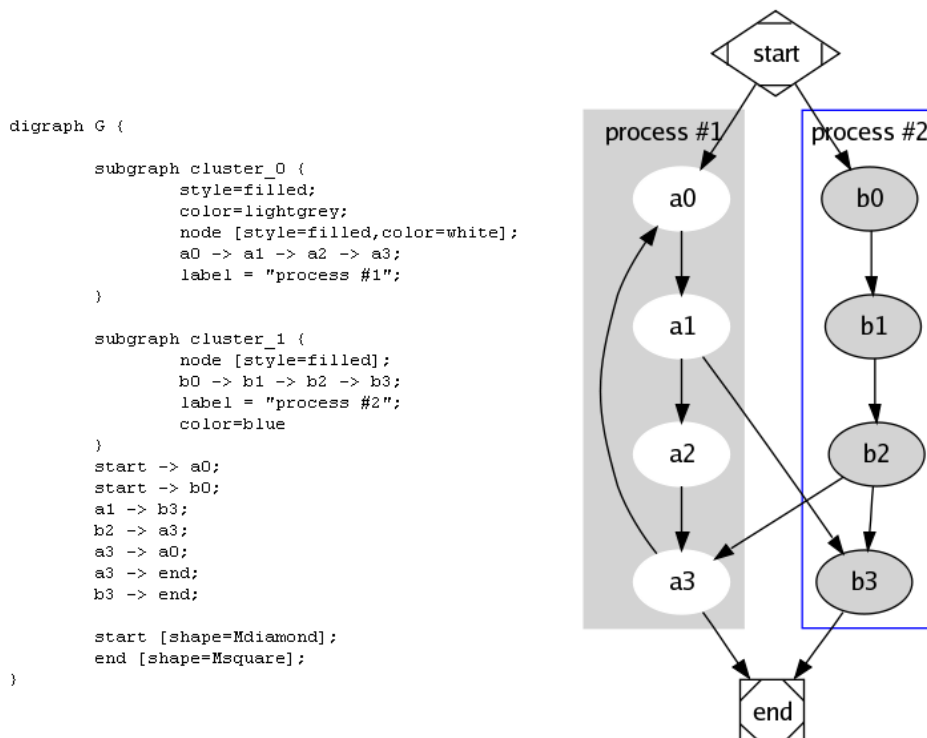 digraph G {
subgraph cluster_0 {
style=filled;
color=lightgrey;
node [style=filled,color=white];
a0 -> a1 -> a2 -> a3;
label = "process #1";
}
subgraph cluster_1 {
node [style=filled];
b0 -> b1 -> b2 -> b3;
label = "process #2";
color=blue
}
start -> a0;
start -> b0;
a1 -> b3;
b2 -> a3;
a3 -> a0;
a3 -> end;
b3 -> end;
start [shape=Mdiamond];
end [shape=Msquare];
}
start
process #1
process #2
a0
b0
a1
b1
a2
b2
a3
b3
end